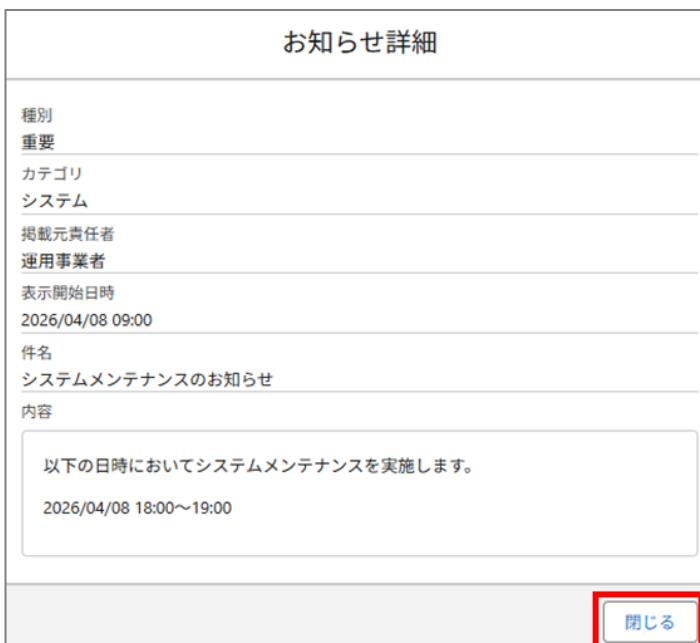 お知らせ詳細
種別
重要
カテゴリ
システム
掲載元責任者
運用事業者
表示開始日時
2026/04/08 09:00
件名
システムメンテナンスのお知らせ
内容
以下の日時においてシステムメンテナンスを実施します。
2026/04/08 18:00～19:00
閉じる